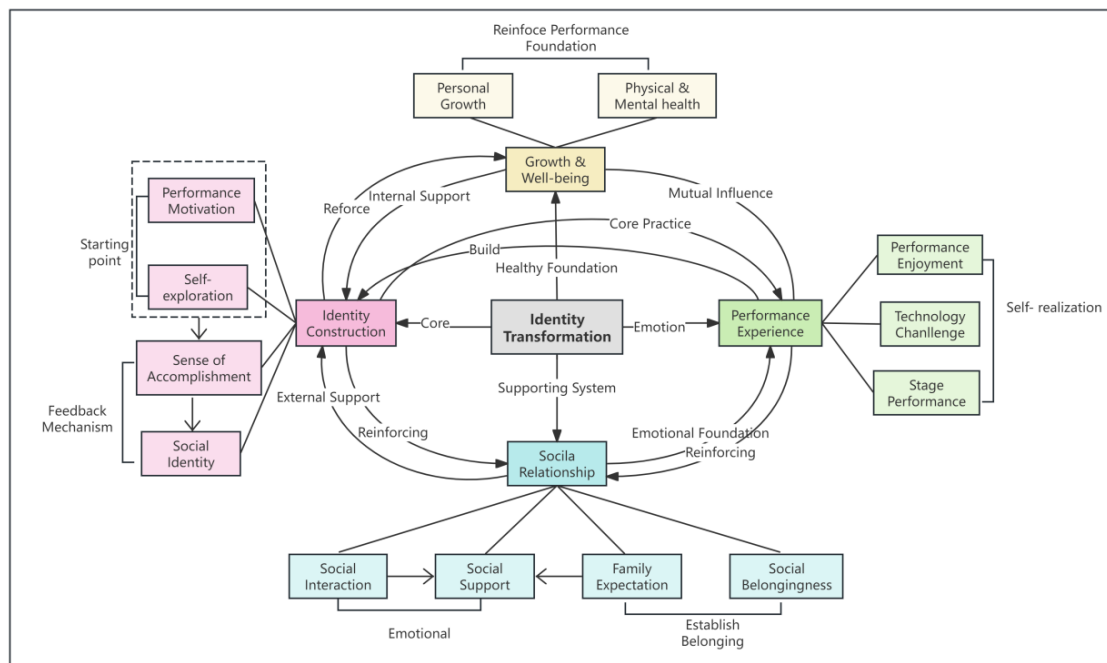 Reinfoce Performance
Foundation
Personal
Growth
Physical &
Mental health
Growth &
Well-being
Performance
Motivation
Internal Support
Mutual Influence
Reforce
Starting
point
Core Practice
Build
Performance
Enjoyment
Self-
exploration
Healthy Foundation
Identity
Construction
Core
Identity
Transformation
Emotion
Performance
Experience
Technology
Chanllenge
Self- realization
Sense of
Accomplishment
Supporting System
Stage
Performance
External Support
Feedback
Mechanism
Reinforcing
Emotional Foundation
Reinforcing
Social
Identity
Socila
Relationship
Social
Interaction
Social
Support
Family
Expectation
Social
Belongingness
Emotional
Establish
Belonging